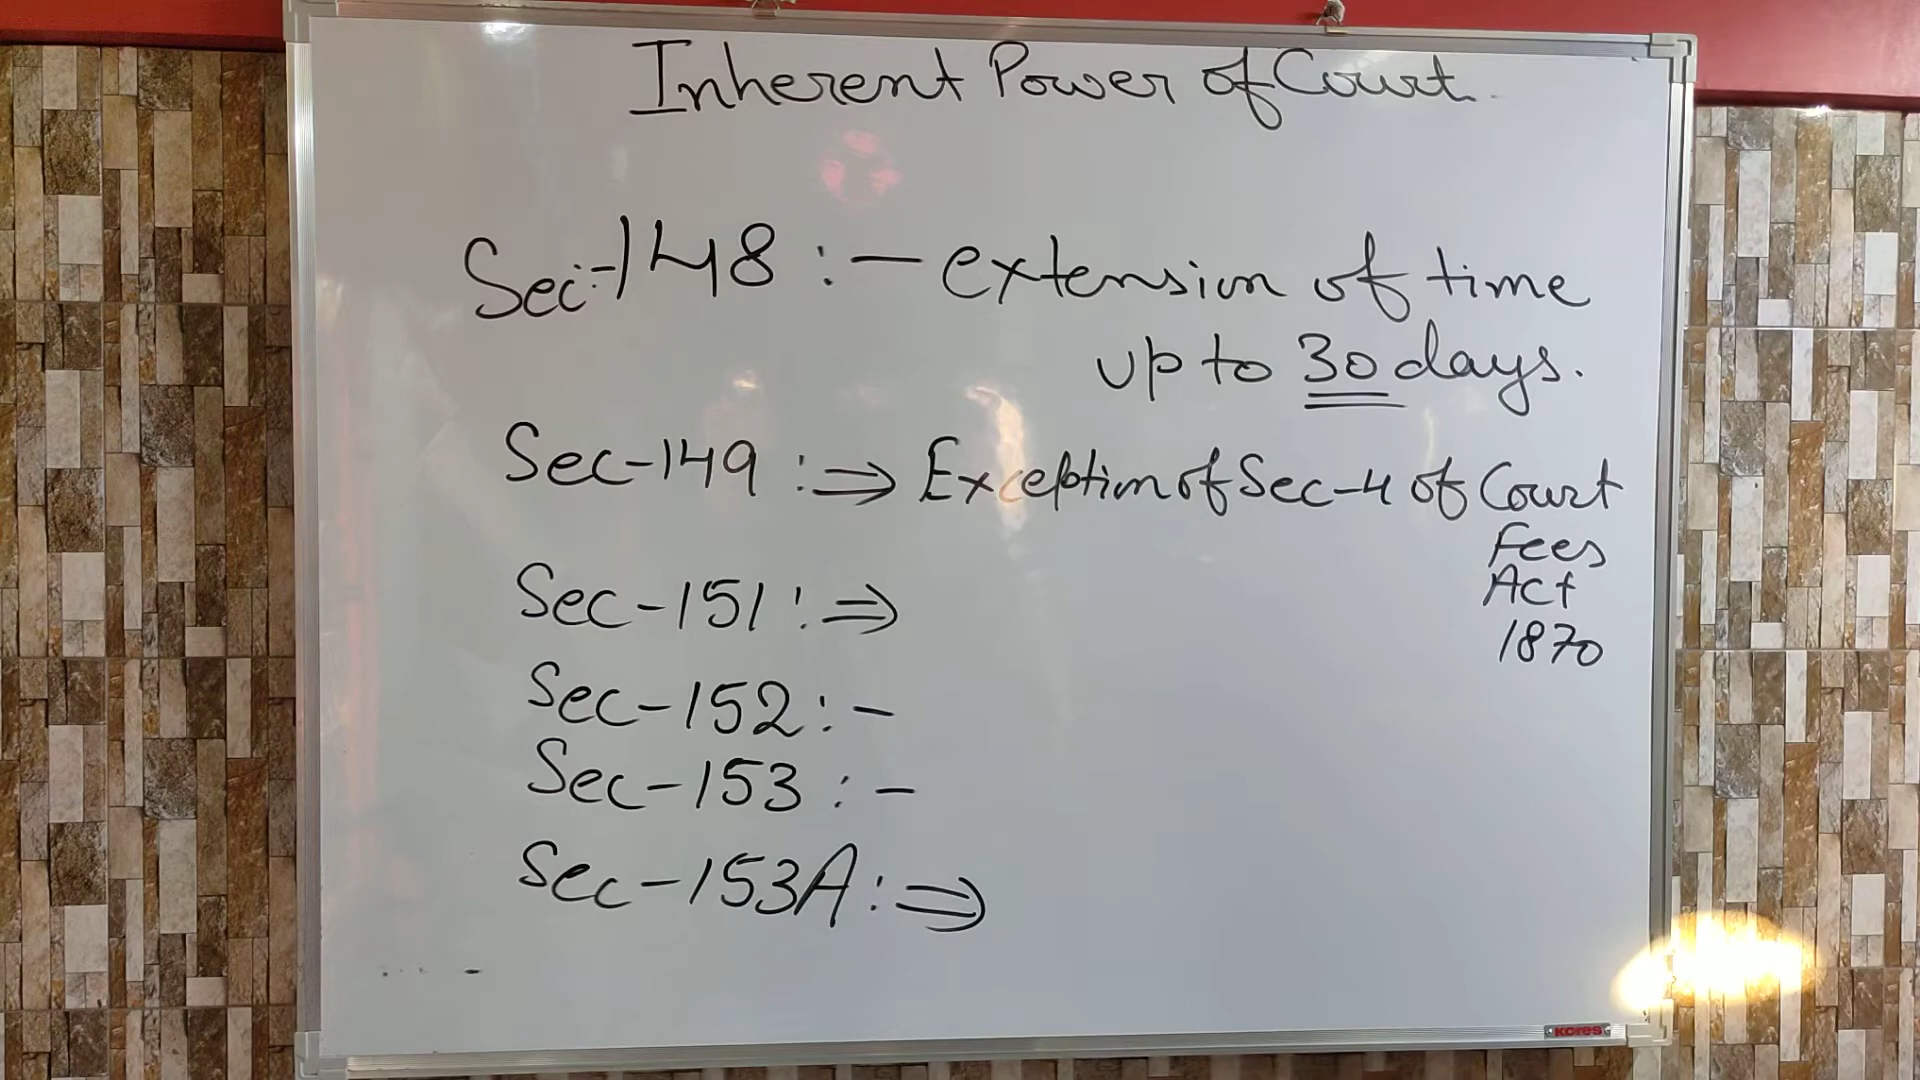 Inherent Power of Court.
Sec:-148 :- extension of time
up to 30 days.
Sec-149 :⇒ Exception of Sec-4 of Court
Fees
Act
1870
Sec-151 :⇒
Sec-152 :-
Sec-153 :-
Sec-153A :⇒
KORES